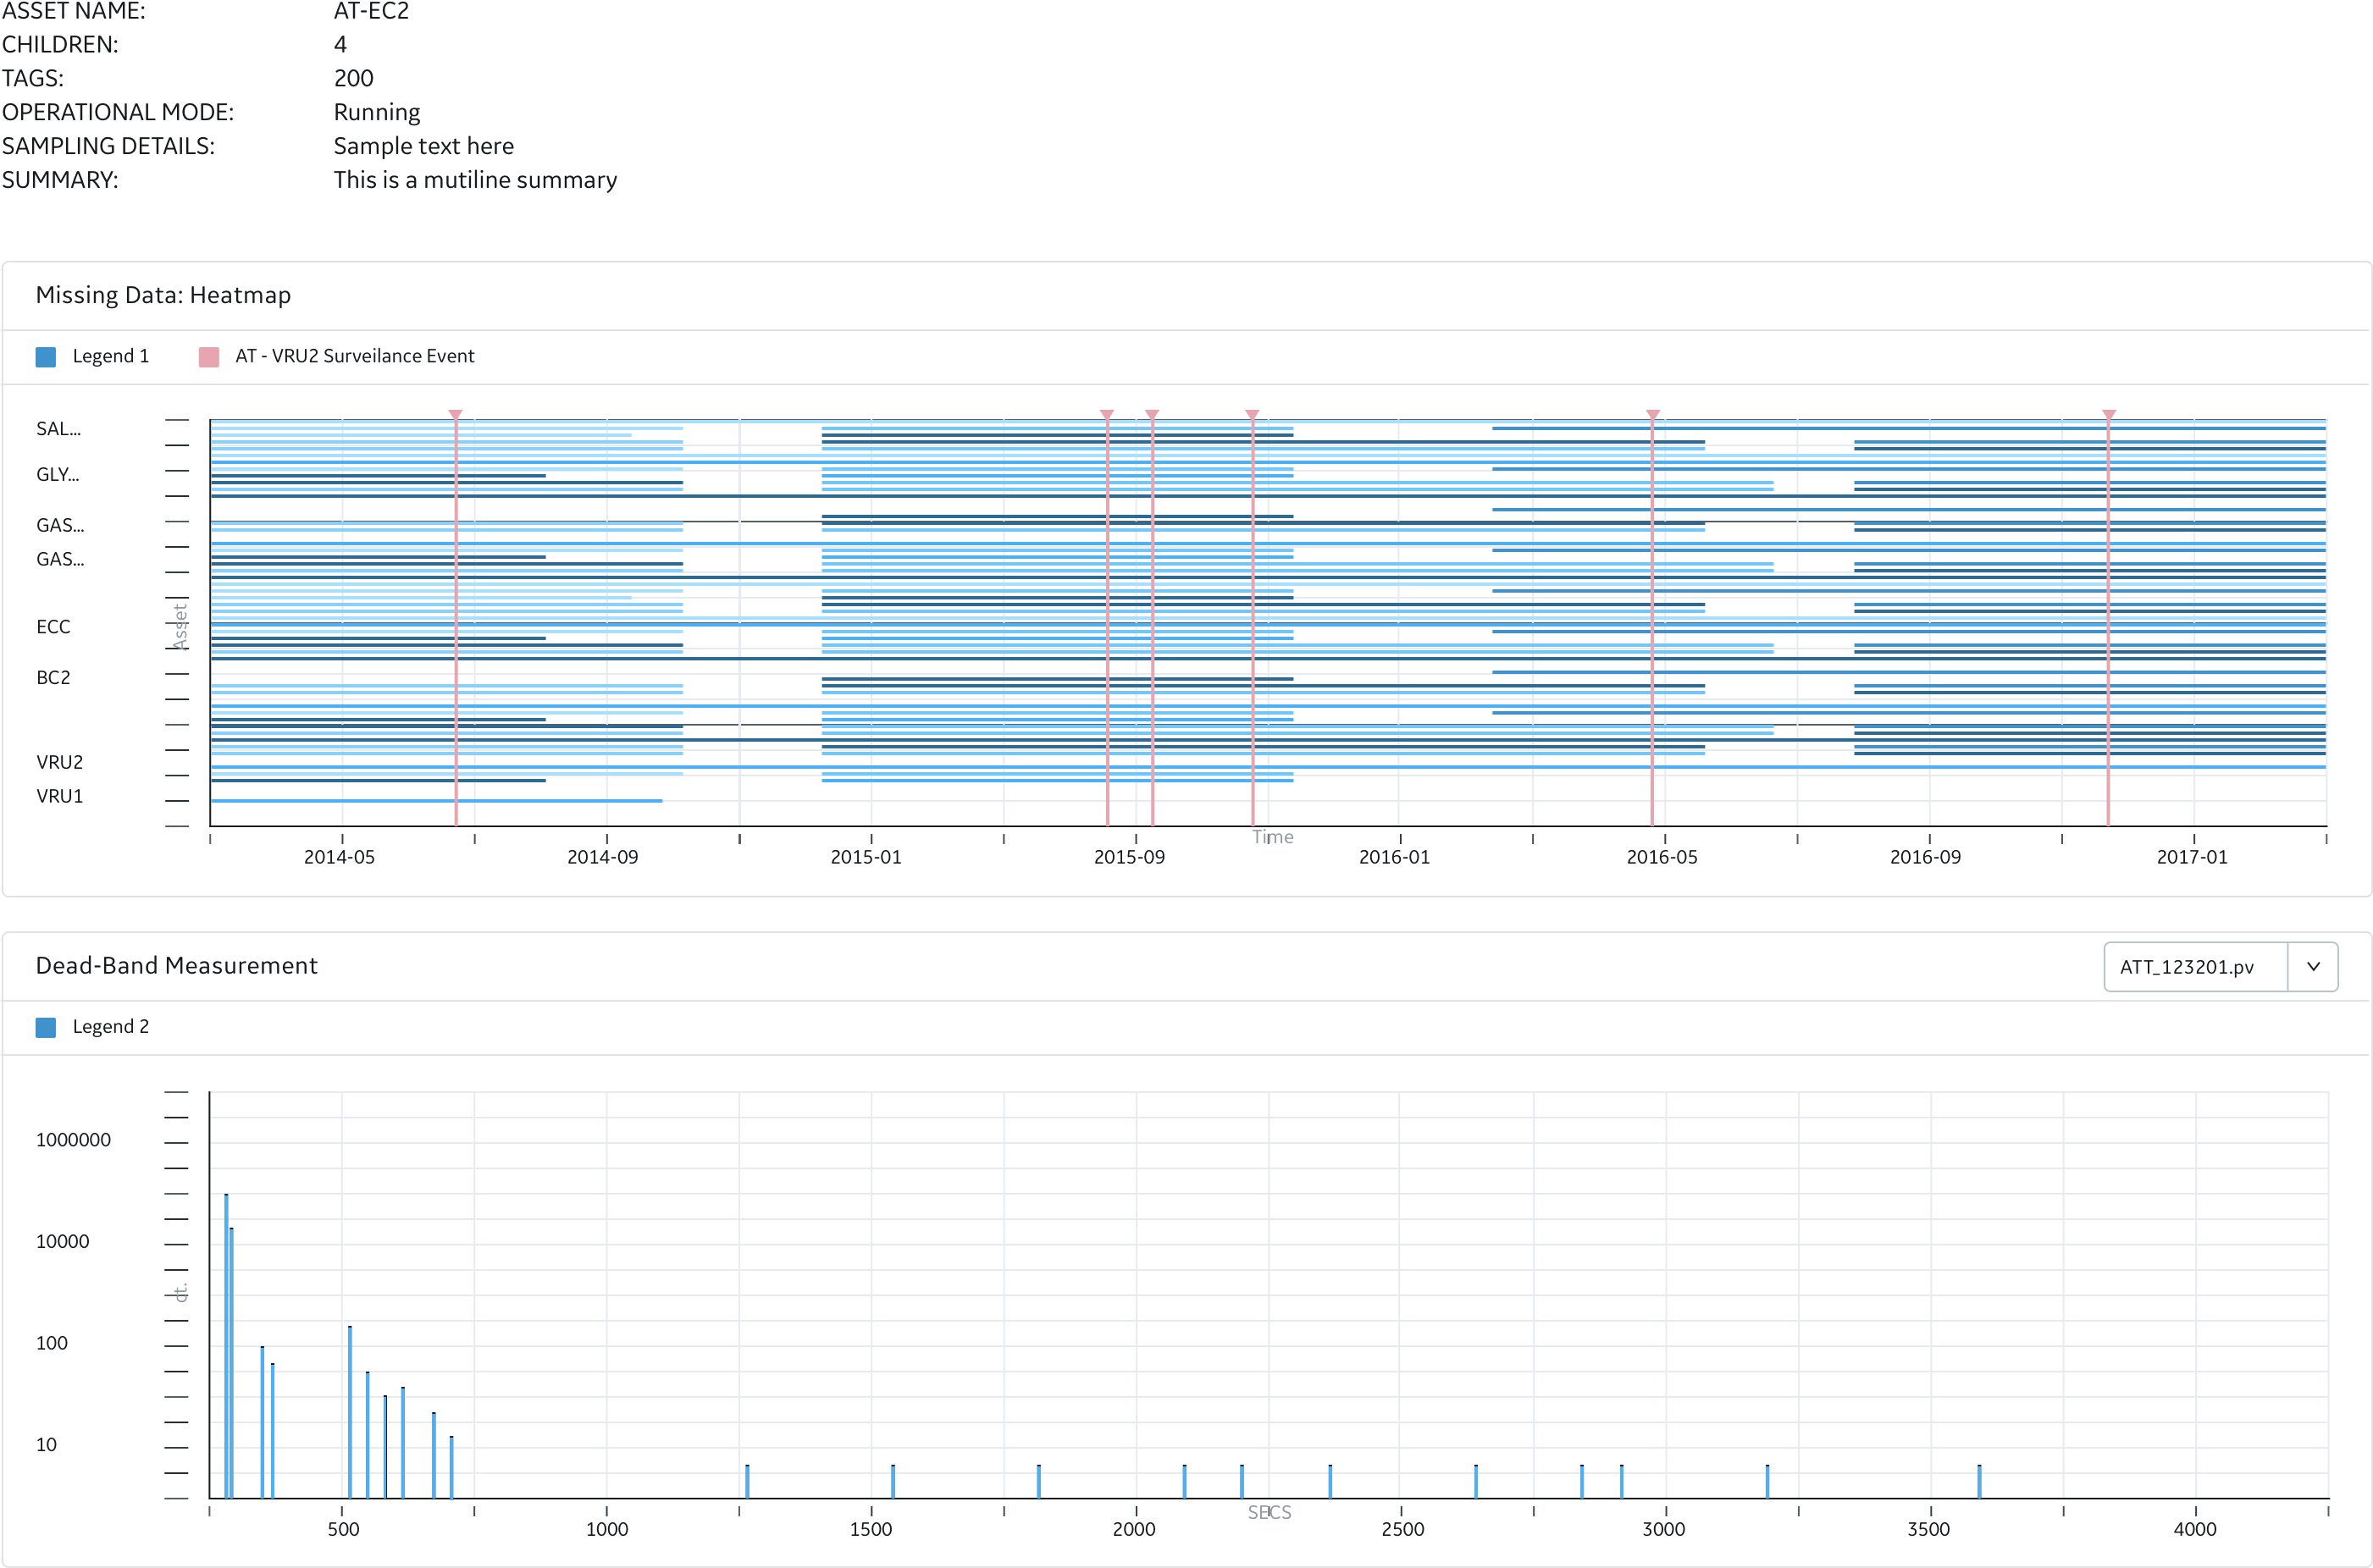 ASSET NAME: AT-EC2
CHILDREN: 4
TAGS: 200
OPERATIONAL MODE: Running
SAMPLING DETAILS: Sample text here
SUMMARY: This is a mutiline summary
Missing Data: Heatmap
Legend 1 AT - VRU2 Surveilance Event
SAL...
GLY...
GAS...
GAS...
ECC
BC2
VRU2
VRU1
Asset
Time
2014-05 2014-09 2015-01 2015-09 2016-01 2016-05 2016-09 2017-01
Dead-Band Measurement ATT_123201.pv
Legend 2
1000000
10000
100
10
ct.
SECS
500 1000 1500 2000 2500 3000 3500 4000